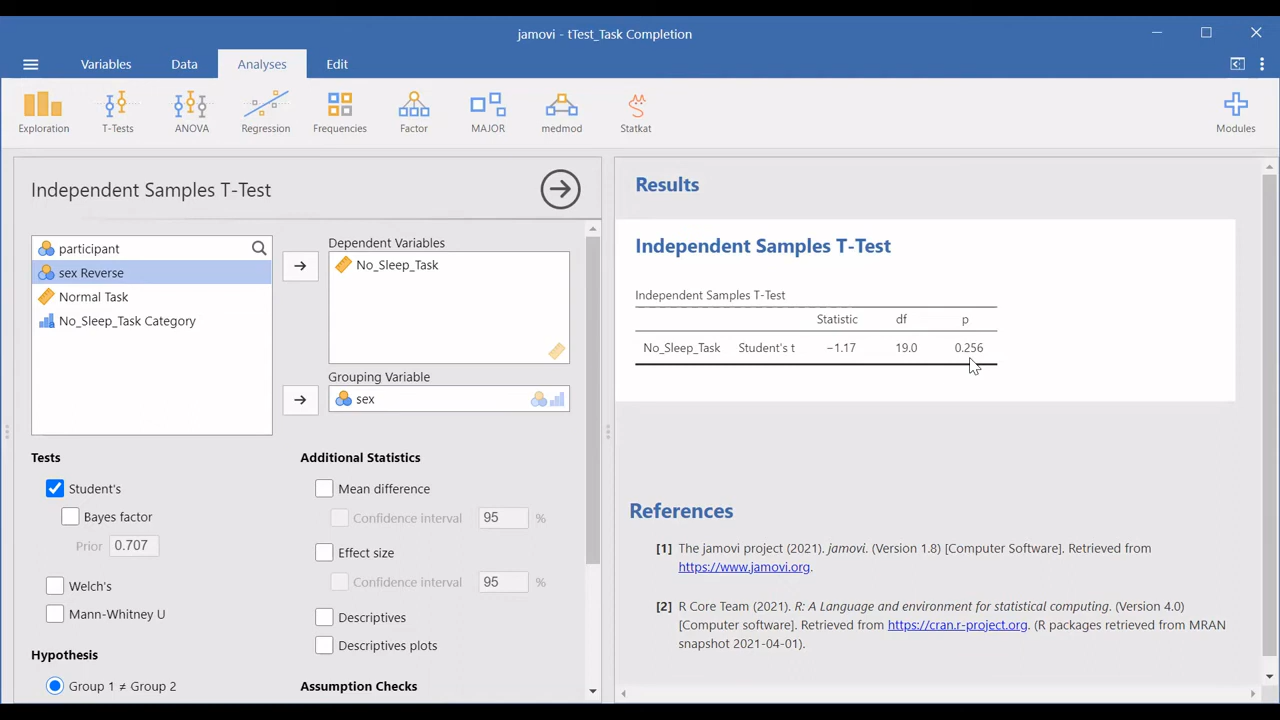 jamovi - tTest_Task Completion
Variables Data Analyses Edit
Exploration T-Tests ANOVA Regression Frequencies Factor MAJOR medmod Statkat Modules
Independent Samples T-Test
participant
sex Reverse
Normal Task
No_Sleep_Task Category
Dependent Variables
No_Sleep_Task
Grouping Variable
sex
Tests
Student's
Bayes factor
Prior 0.707
Welch's
Mann-Whitney U
Hypothesis
Group 1 ≠ Group 2
Additional Statistics
Mean difference
Confidence interval 95 %
Effect size
Confidence interval 95 %
Descriptives
Descriptives plots
Assumption Checks
Results
Independent Samples T-Test
Independent Samples T-Test
Statistic df p
No_Sleep_Task Student's t −1.17 19.0 0.256
References
[1] The jamovi project (2021). jamovi. (Version 1.8) [Computer Software]. Retrieved from
https://www.jamovi.org.
[2] R Core Team (2021). R: A Language and environment for statistical computing. (Version 4.0)
[Computer software]. Retrieved from https://cran.r-project.org. (R packages retrieved from MRAN
snapshot 2021-04-01).